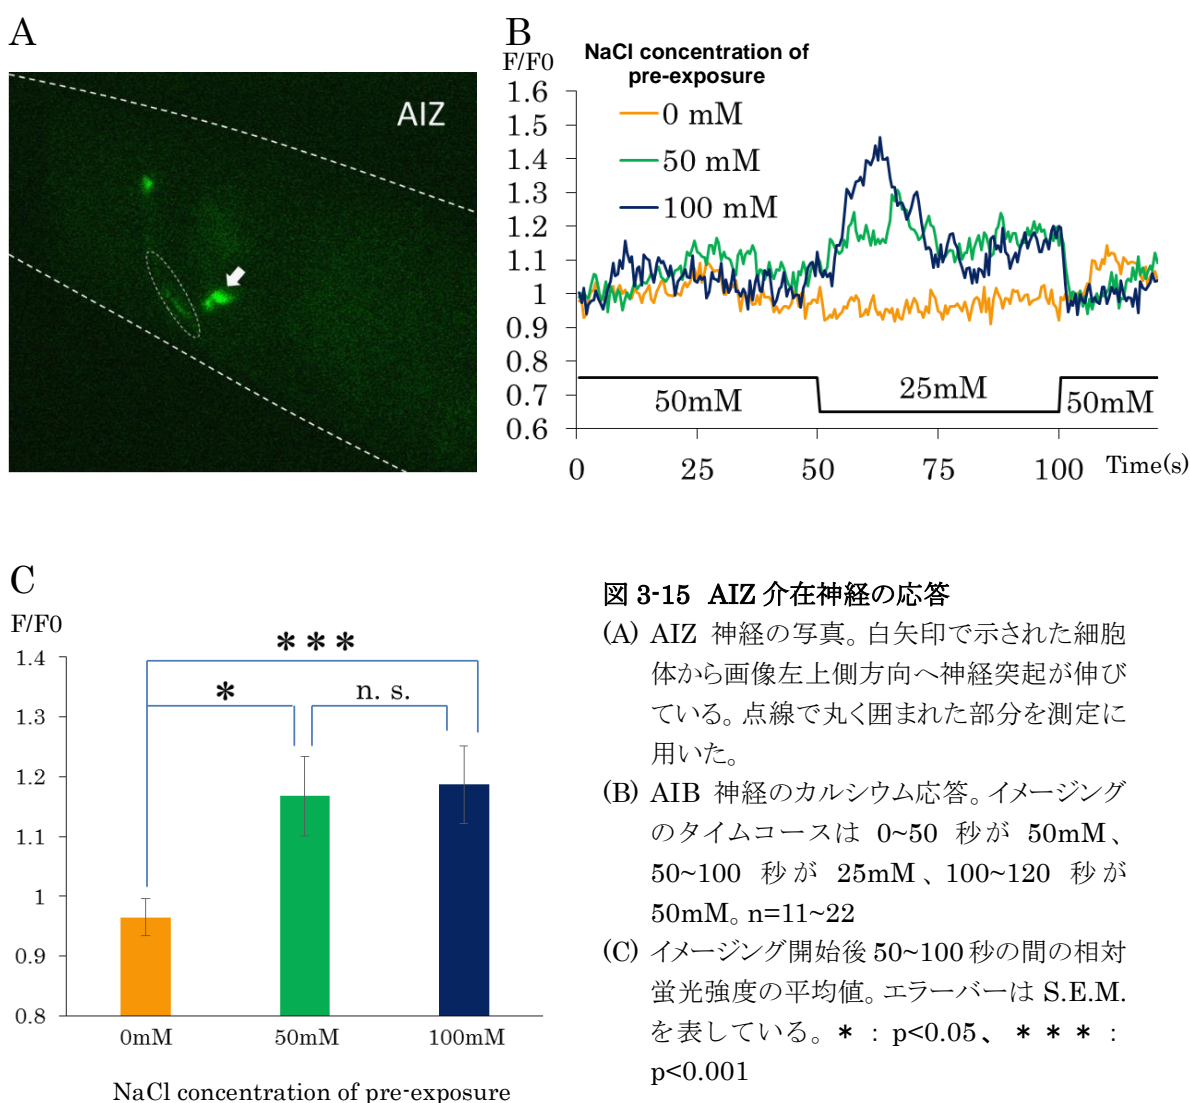 A
AIZ
B
F/F0
NaCl concentration of
pre-exposure
0 mM
50 mM
100 mM
1.6
1.5
1.4
1.3
1.2
1.1
1
0.9
0.8
0.7
0.6
50mM
25mM
50mM
0
25
50
75
100
Time(s)
C
F/F0
1.4
1.3
1.2
1.1
1
0.9
0.8
***
*
n. s.
0mM
50mM
100mM
NaCl concentration of pre-exposure
図 3-15 AIZ 介在神経の応答
(A) AIZ 神経の写真。白矢印で示された細胞
体から画像左上側方向へ神経突起が伸び
ている。点線で丸く囲まれた部分を測定に
用いた。
(B) AIB 神経のカルシウム応答。イメージング
のタイムコースは 0~50 秒が 50mM、
50~100 秒が 25mM、100~120 秒が
50mM。n=11~22
(C) イメージング開始後 50~100 秒の間の相対
蛍光強度の平均値。エラーバーは S.E.M.
を表している。* : p<0.05、 * * * :
p<0.001